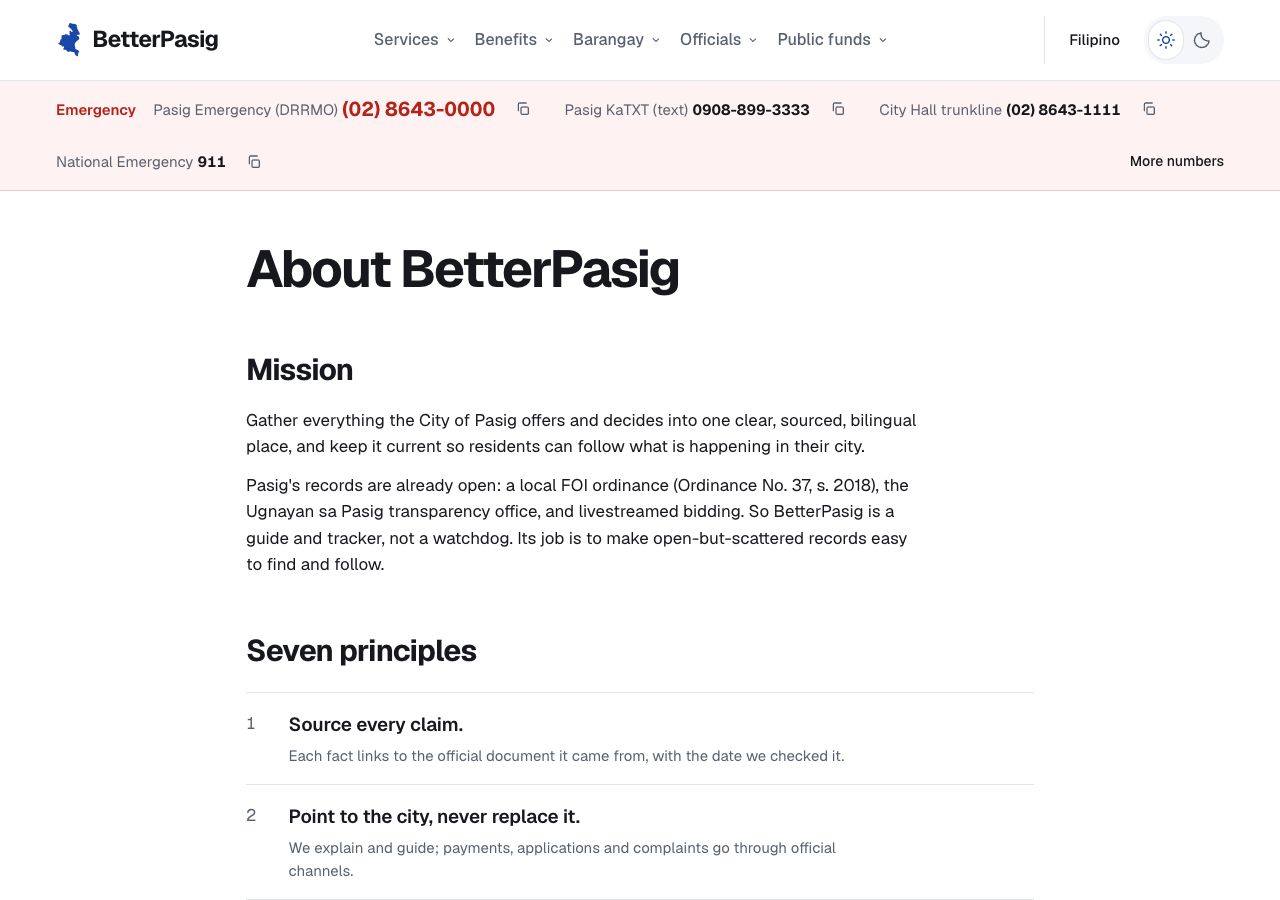 BetterPasig
Services Benefits Barangay Officials Public funds
Filipino
Emergency Pasig Emergency (DRRMO) (02) 8643-0000 Pasig KaTXT (text) 0908-899-3333 City Hall trunkline (02) 8643-1111
National Emergency 911
More numbers
About BetterPasig
Mission
Gather everything the City of Pasig offers and decides into one clear, sourced, bilingual
place, and keep it current so residents can follow what is happening in their city.
Pasig's records are already open: a local FOI ordinance (Ordinance No. 37, s. 2018), the
Ugnayan sa Pasig transparency office, and livestreamed bidding. So BetterPasig is a
guide and tracker, not a watchdog. Its job is to make open-but-scattered records easy
to find and follow.
Seven principles
1 Source every claim.
Each fact links to the official document it came from, with the date we checked it.
2 Point to the city, never replace it.
We explain and guide; payments, applications and complaints go through official
channels.